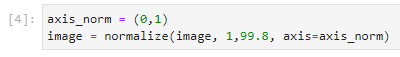 [4]: axis_norm = (0,1)
image = normalize(image, 1,99.8, axis=axis_norm)